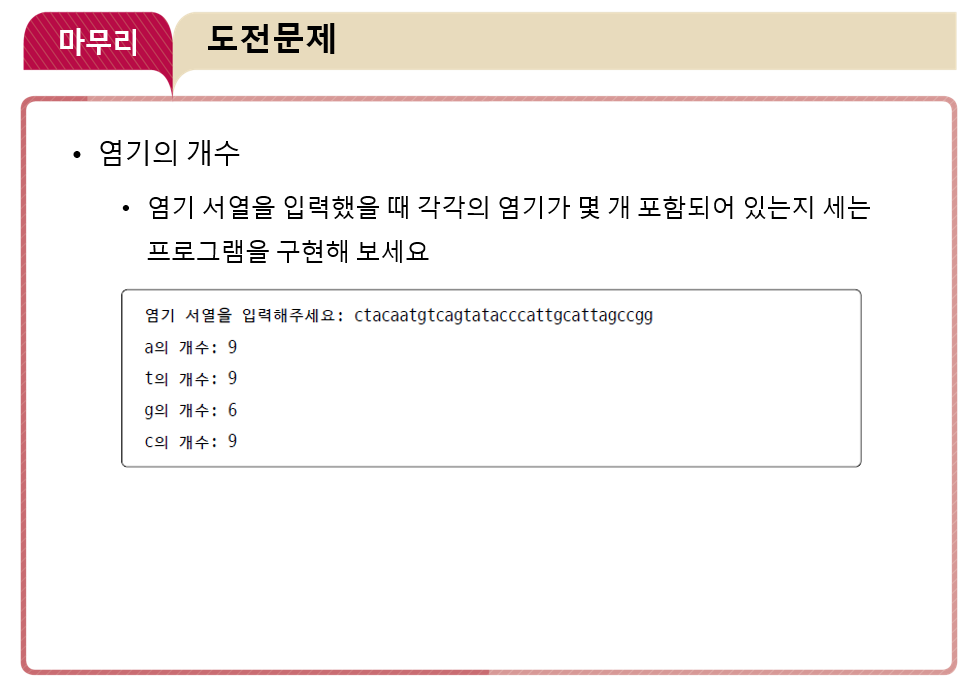 마무리
도전문제
• 염기의 개수
• 염기 서열을 입력했을 때 각각의 염기가 몇 개 포함되어 있는지 세는
프로그램을 구현해 보세요
염기 서열을 입력해주세요: ctacaatgtcagtatacccattgcattagccgg
a의 개수: 9
t의 개수: 9
g의 개수: 6
c의 개수: 9